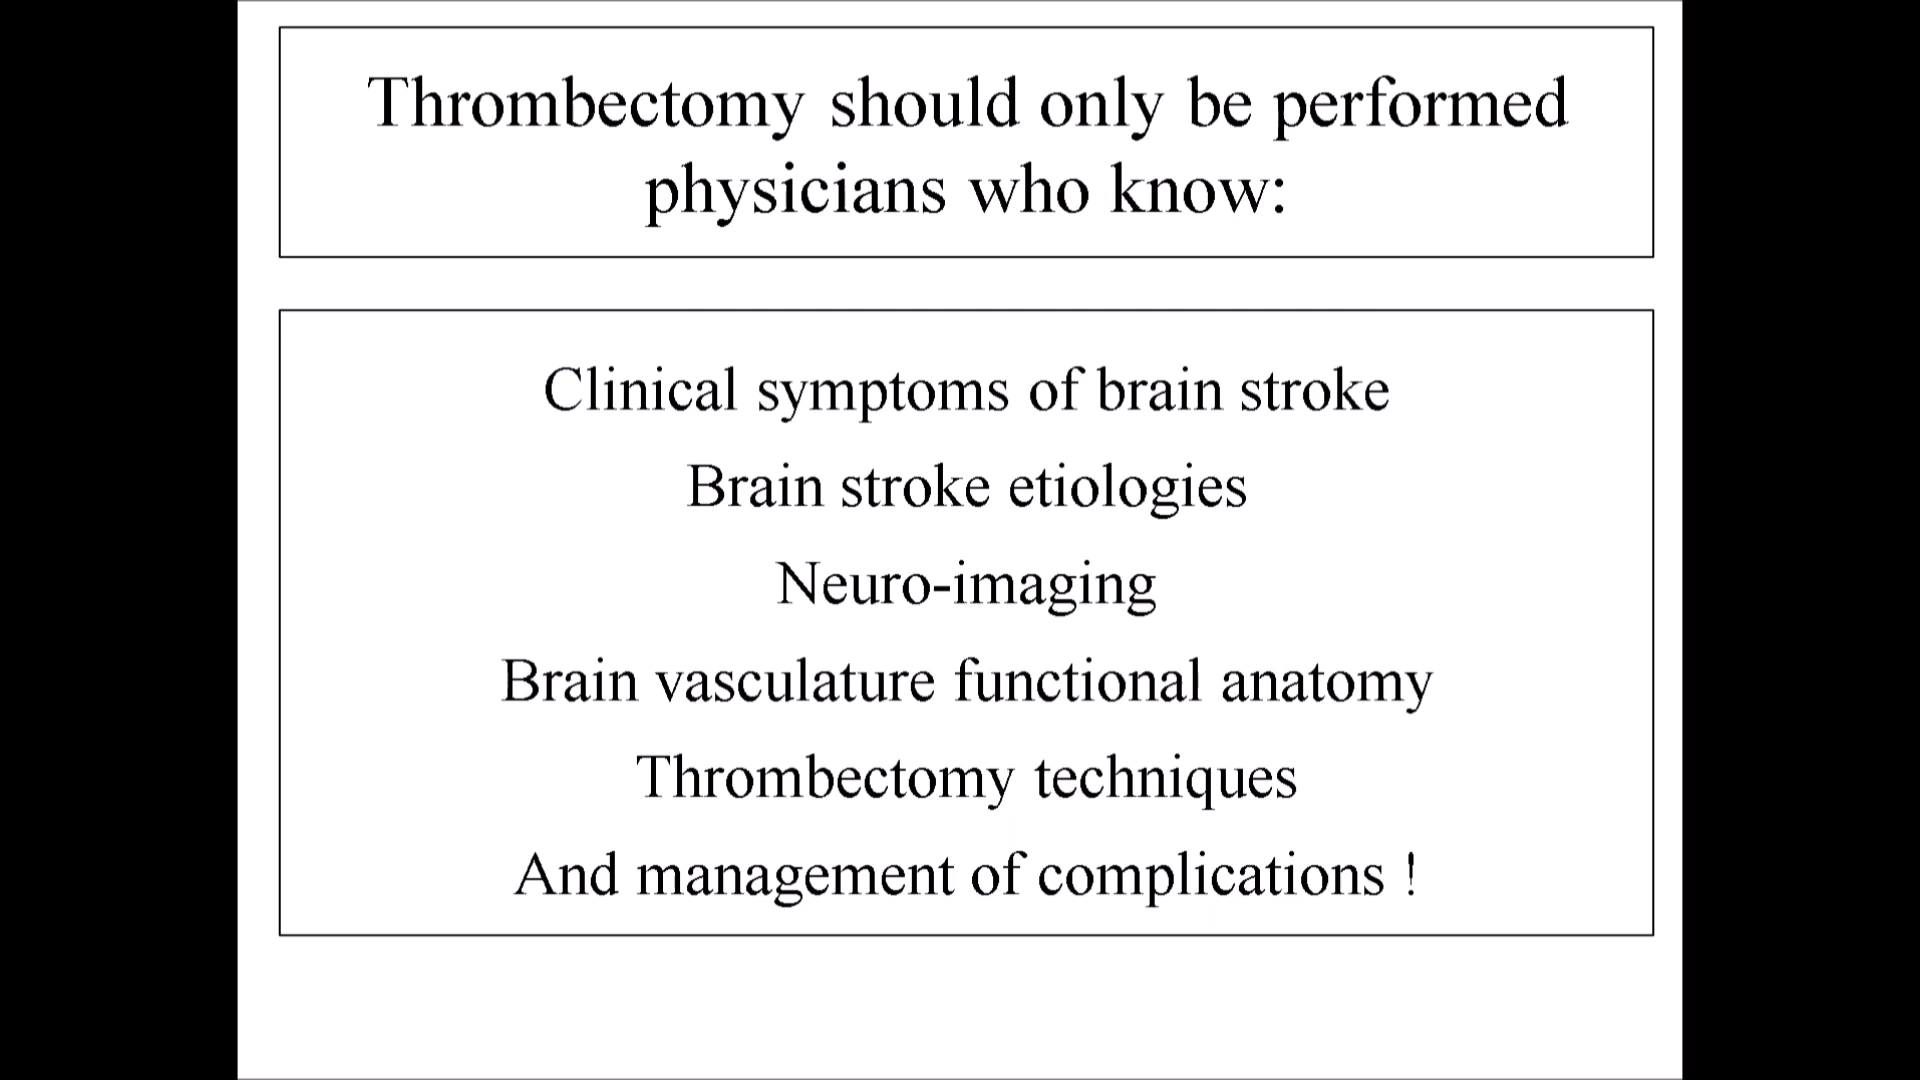 Thrombectomy should only be performed
physicians who know:
Clinical symptoms of brain stroke
Brain stroke etiologies
Neuro-imaging
Brain vasculature functional anatomy
Thrombectomy techniques
And management of complications !